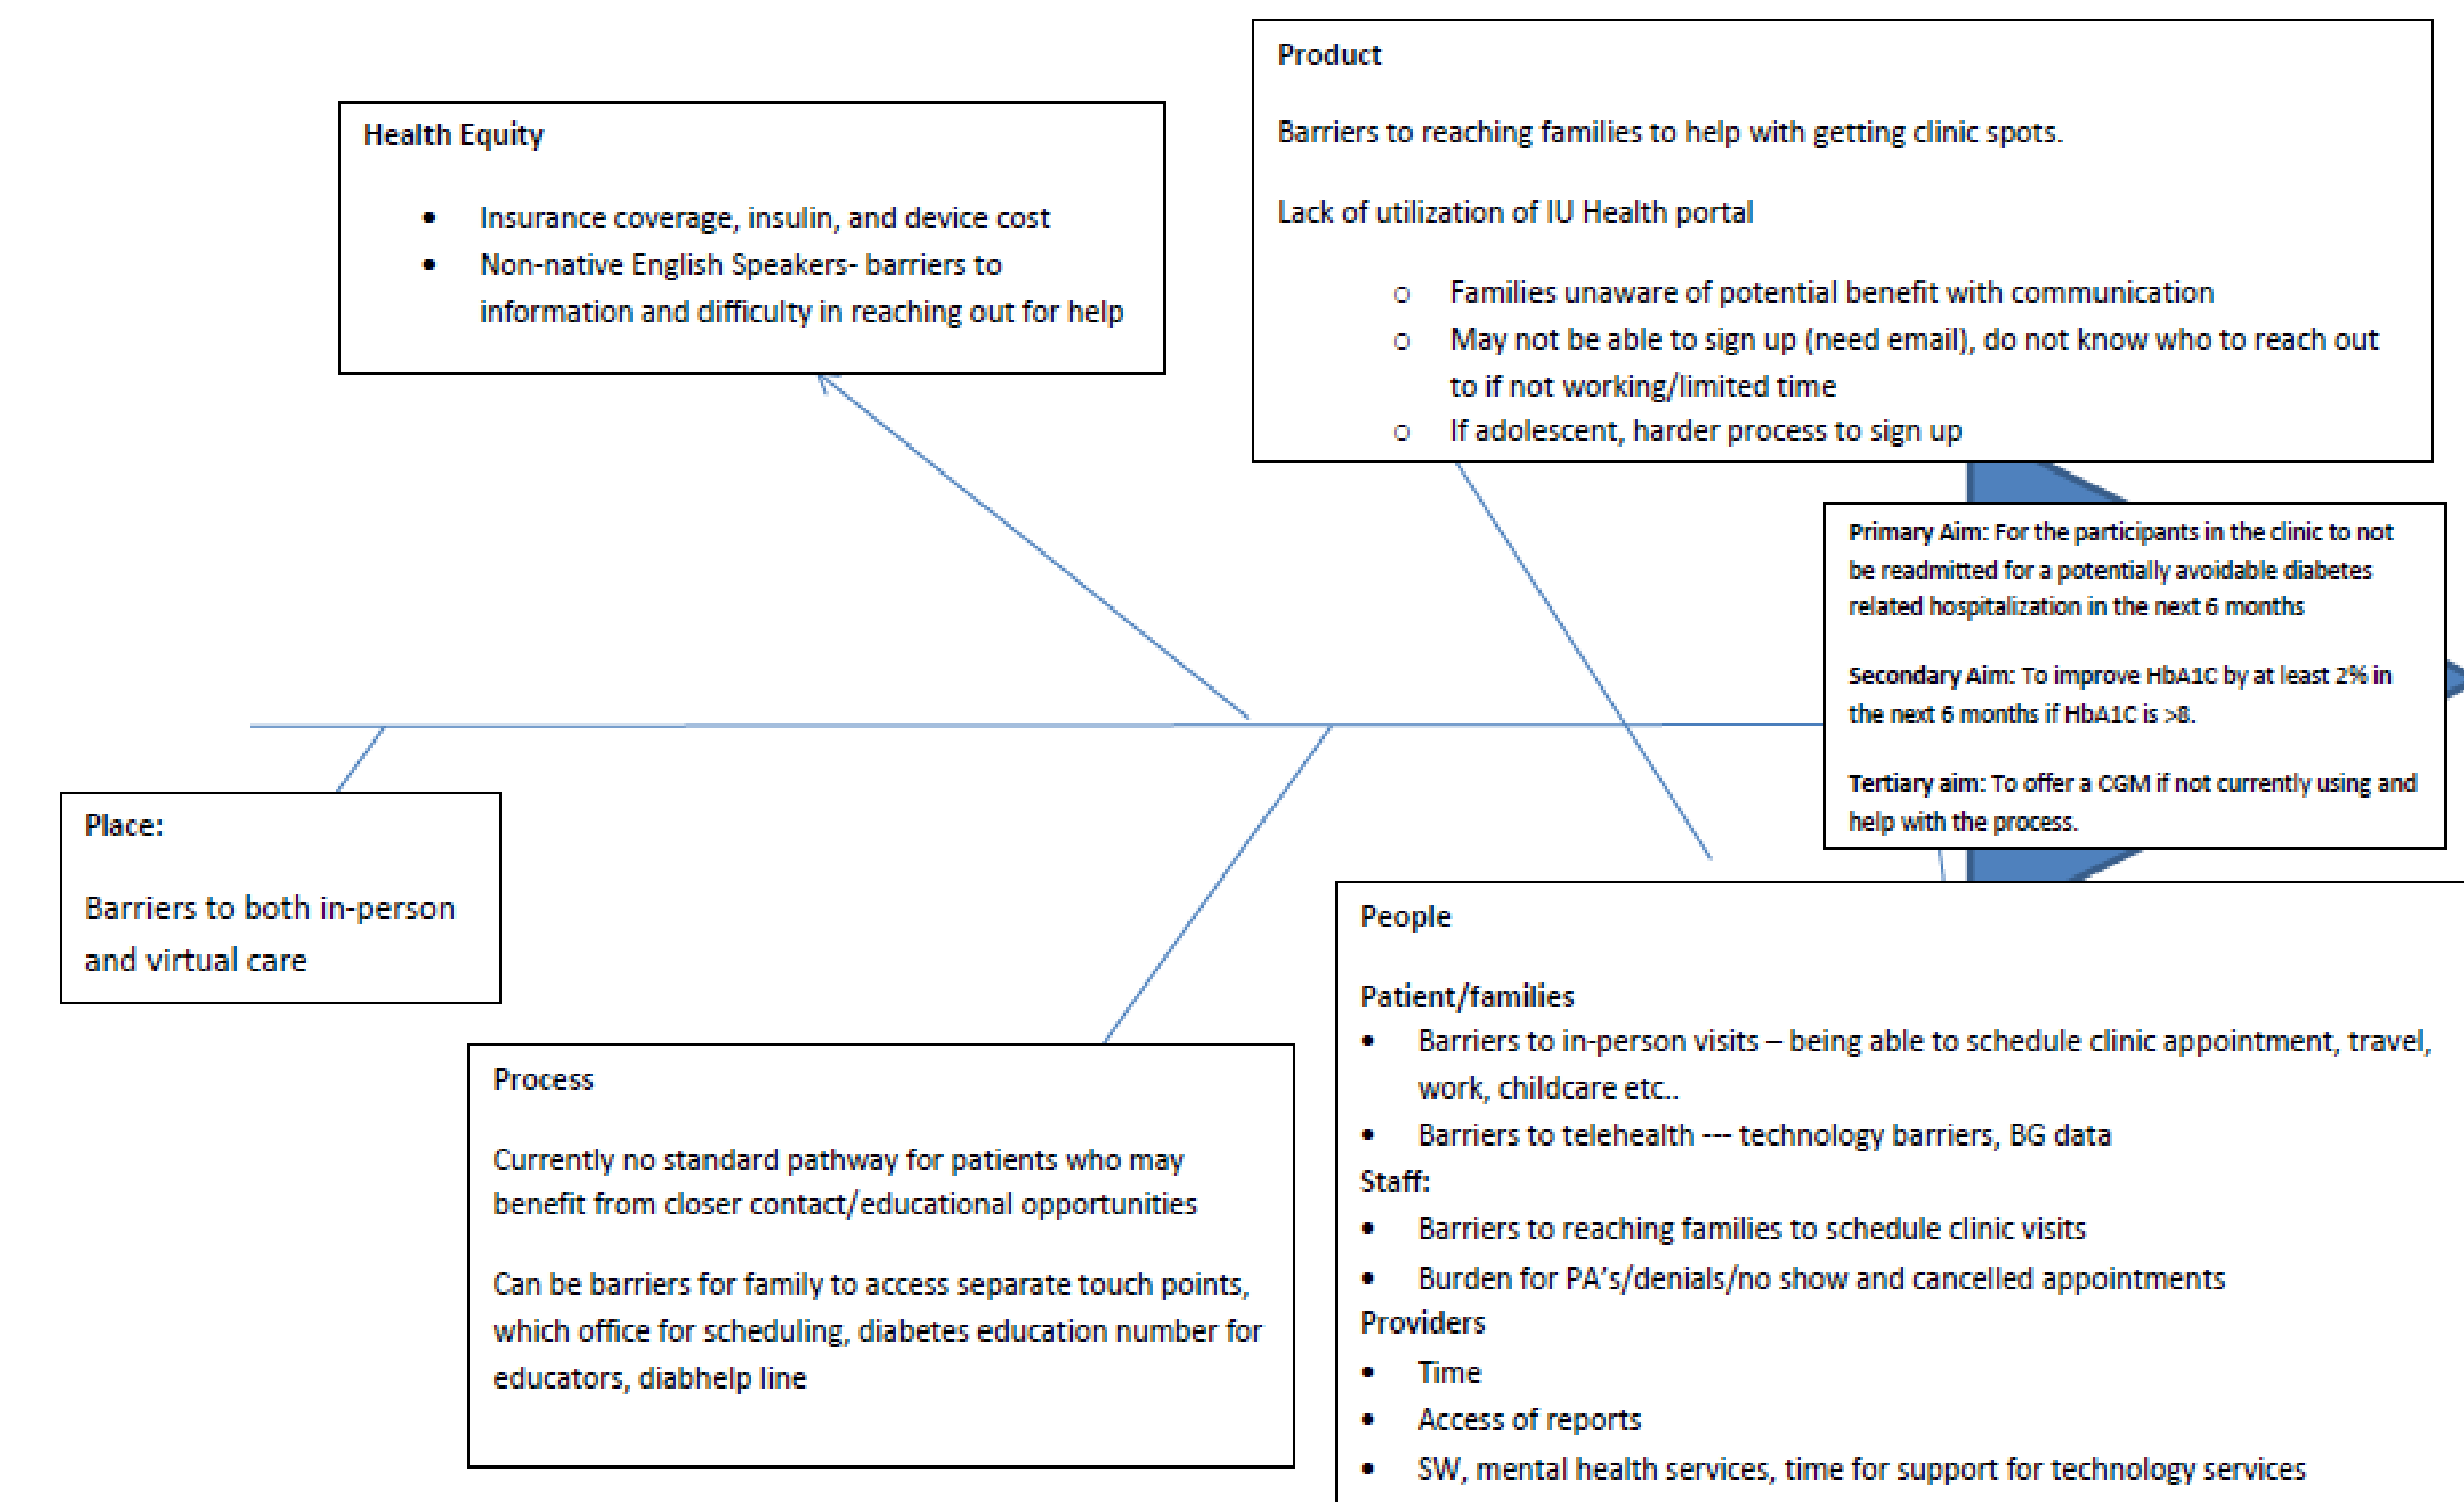 Health Equity
• Insurance coverage, insulin, and device cost
• Non-native English Speakers- barriers to
information and difficulty in reaching out for help
Product
Barriers to reaching families to help with getting clinic spots.
Lack of utilization of IU Health portal
o Families unaware of potential benefit with communication
o May not be able to sign up (need email), do not know who to reach out
to if not working/limited time
o If adolescent, harder process to sign up
Primary Aim: For the participants in the clinic to not
be readmitted for a potentially avoidable diabetes
related hospitalization in the next 6 months
Secondary Aim: To improve HbA1C by at least 2% in
the next 6 months if HbA1C is >8.
Tertiary aim: To offer a CGM if not currently using and
help with the process.
Place:
Barriers to both in-person
and virtual care
Process
Currently no standard pathway for patients who may
benefit from closer contact/educational opportunities
Can be barriers for family to access separate touch points,
which office for scheduling, diabetes education number for
educators, diabhelp line
People
Patient/families
• Barriers to in-person visits – being able to schedule clinic appointment, travel,
work, childcare etc..
• Barriers to telehealth --- technology barriers, BG data
Staff:
• Barriers to reaching families to schedule clinic visits
• Burden for PA's/denials/no show and cancelled appointments
Providers
• Time
• Access of reports
• SW, mental health services, time for support for technology services